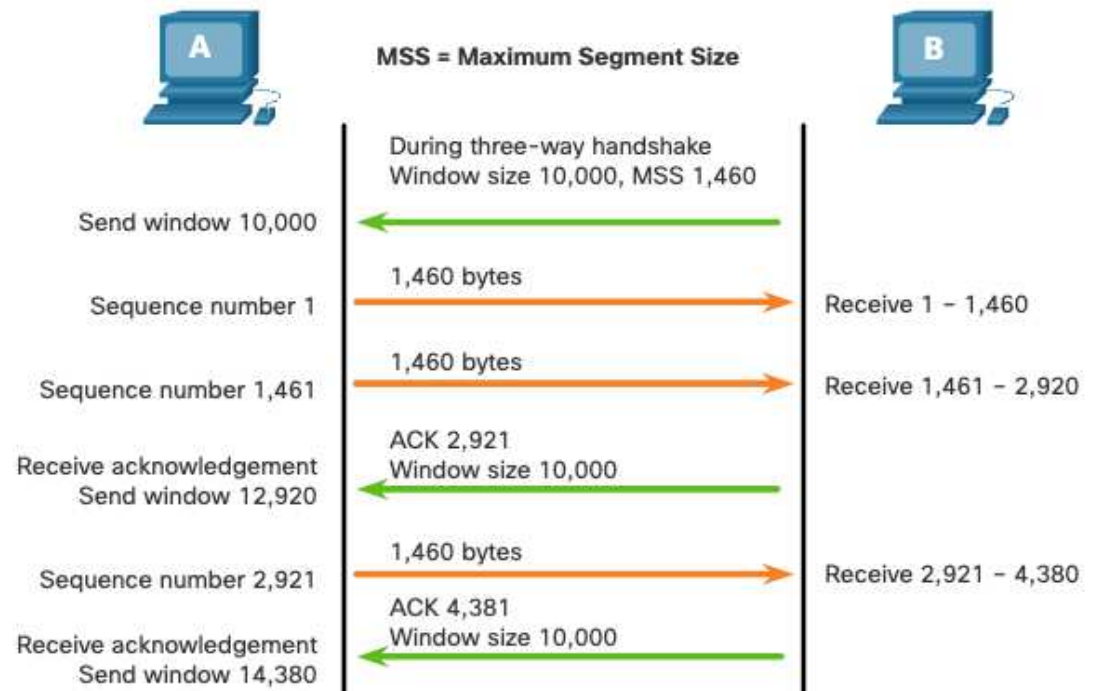 A
MSS = Maximum Segment Size
B
During three-way handshake
Window size 10,000, MSS 1,460
Send window 10,000
1,460 bytes
Sequence number 1
Receive 1 – 1,460
1,460 bytes
Sequence number 1,461
Receive 1,461 – 2,920
ACK 2,921
Window size 10,000
Receive acknowledgement
Send window 12,920
1,460 bytes
Sequence number 2,921
Receive 2,921 – 4,380
ACK 4,381
Window size 10,000
Receive acknowledgement
Send window 14,380